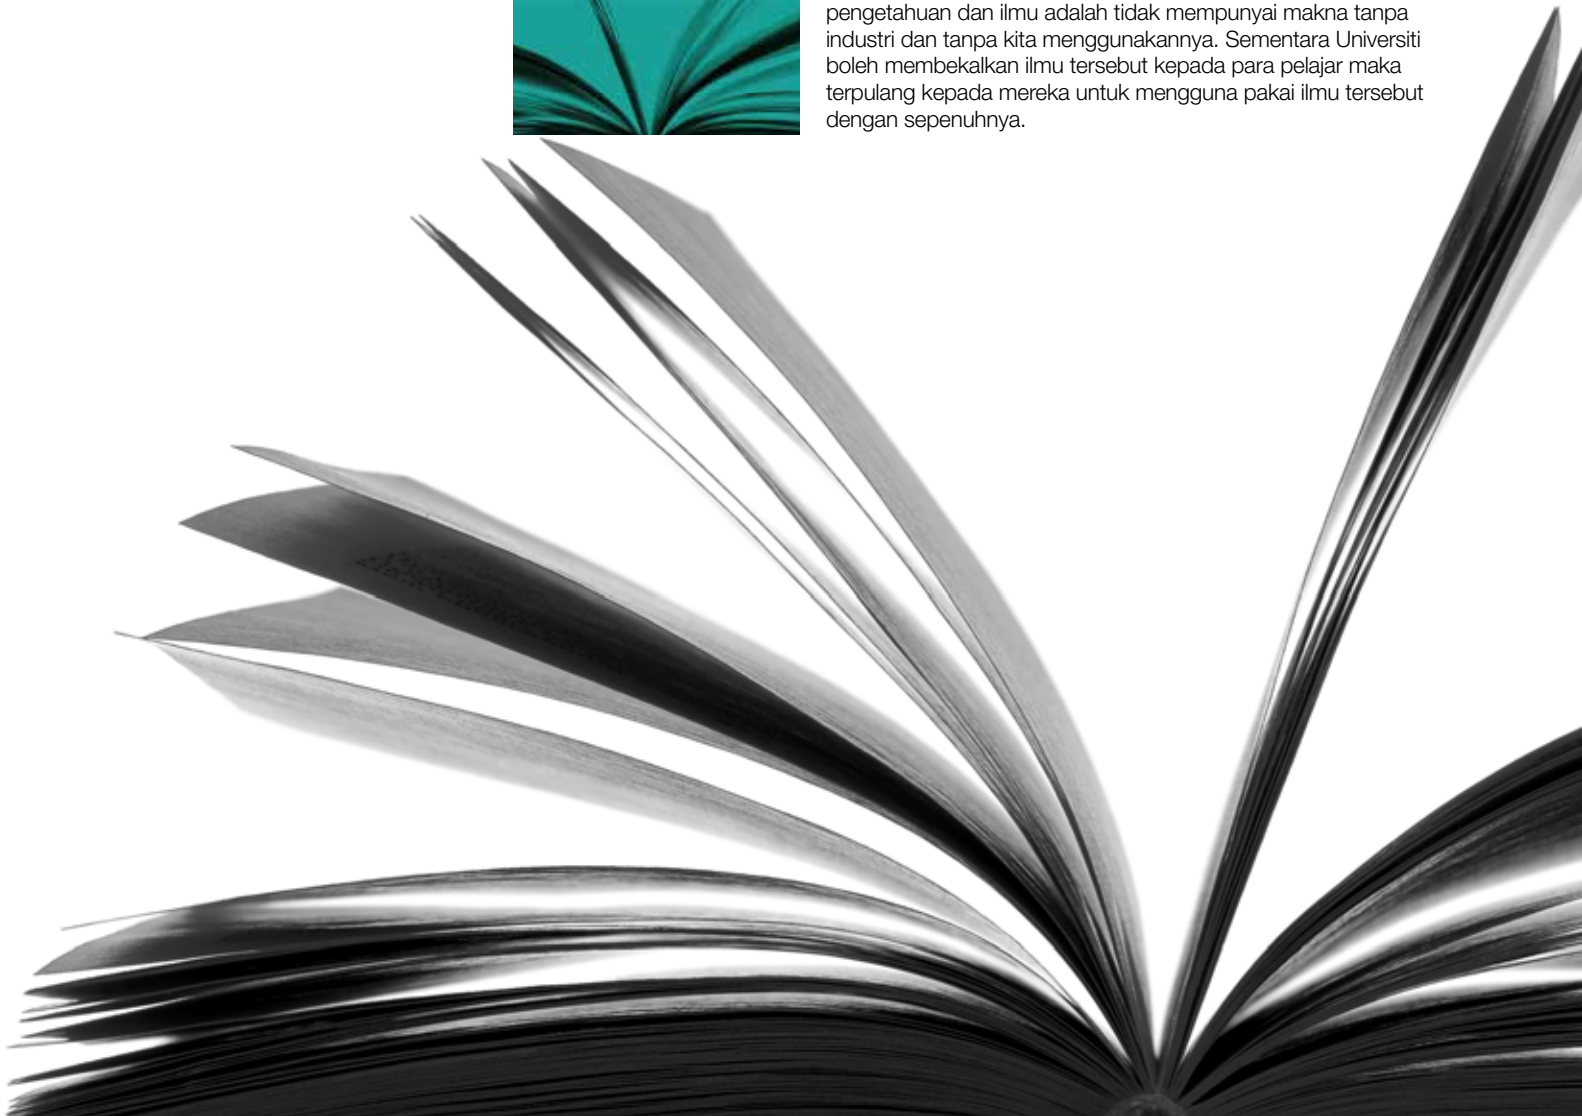 pengetahuan dan ilmu adalah tidak mempunyai makna tanpa
industri dan tanpa kita menggunakannya. Sementara Universiti
boleh membekalkan ilmu tersebut kepada para pelajar maka
terpulang kepada mereka untuk mengguna pakai ilmu tersebut
dengan sepenuhnya.